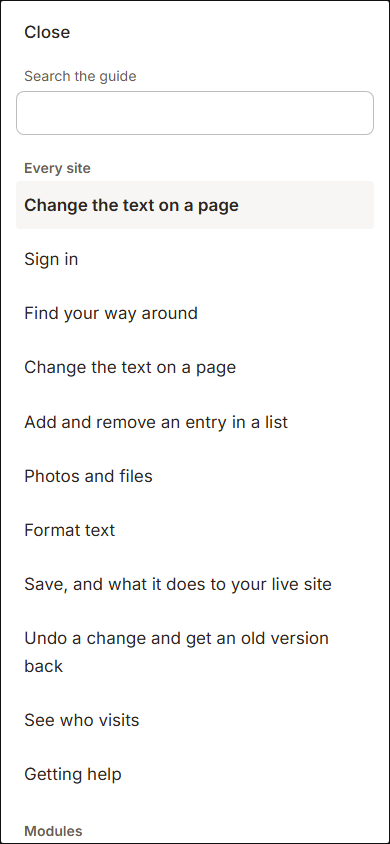 Close
Search the guide
Every site
Change the text on a page
Sign in
Find your way around
Change the text on a page
Add and remove an entry in a list
Photos and files
Format text
Save, and what it does to your live site
Undo a change and get an old version
back
See who visits
Getting help
Modules